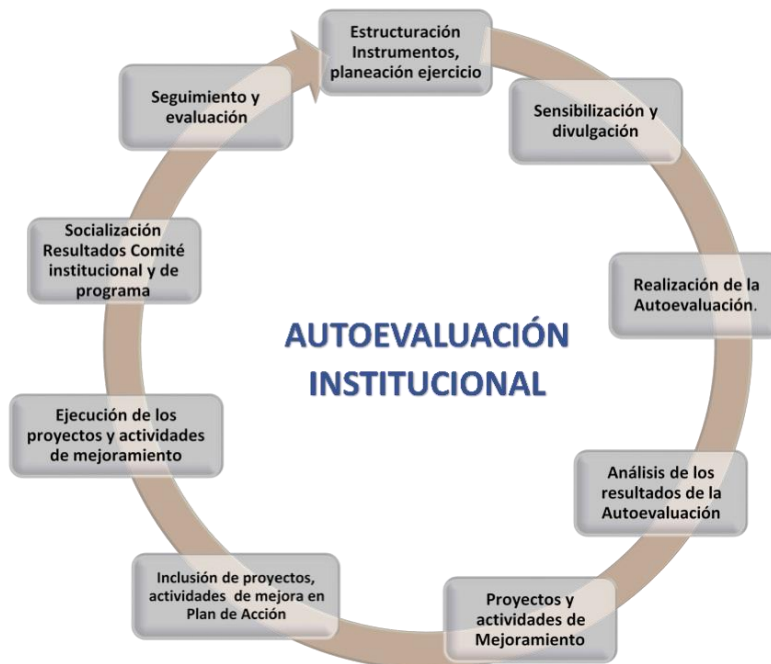 Estructuración
Instrumentos,
planeación ejercicio
Sensibilización y
divulgación
Realización de la
Autoevaluación.
Análisis de los
resultados de la
Autoevaluación
Proyectos y
actividades de
Mejoramiento
Inclusión de proyectos,
actividades de mejora en
Plan de Acción
Ejecución de los
proyectos y actividades
de mejoramiento
Socialización
Resultados Comité
institucional y de
programa
Seguimiento y
evaluación
AUTOEVALUACIÓN
INSTITUCIONAL